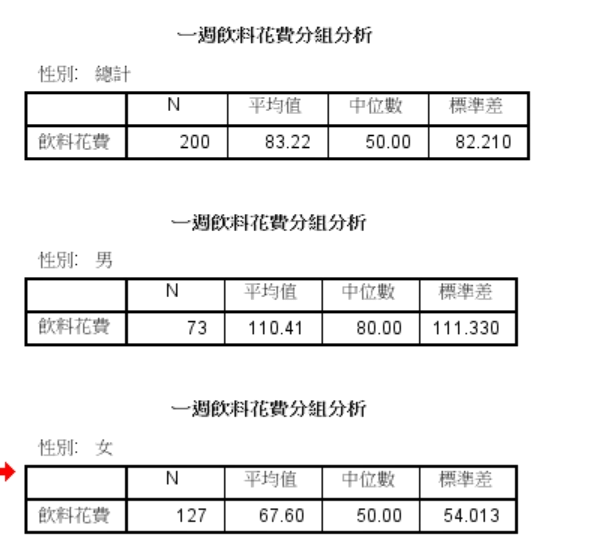 一週飲料花費分組分析
性別: 總計
N 平均值 中位數 標準差
飲料花費 200 83.22 50.00 82.210
一週飲料花費分組分析
性別: 男
N 平均值 中位數 標準差
飲料花費 73 110.41 80.00 111.330
一週飲料花費分組分析
性別: 女
N 平均值 中位數 標準差
飲料花費 127 67.60 50.00 54.013